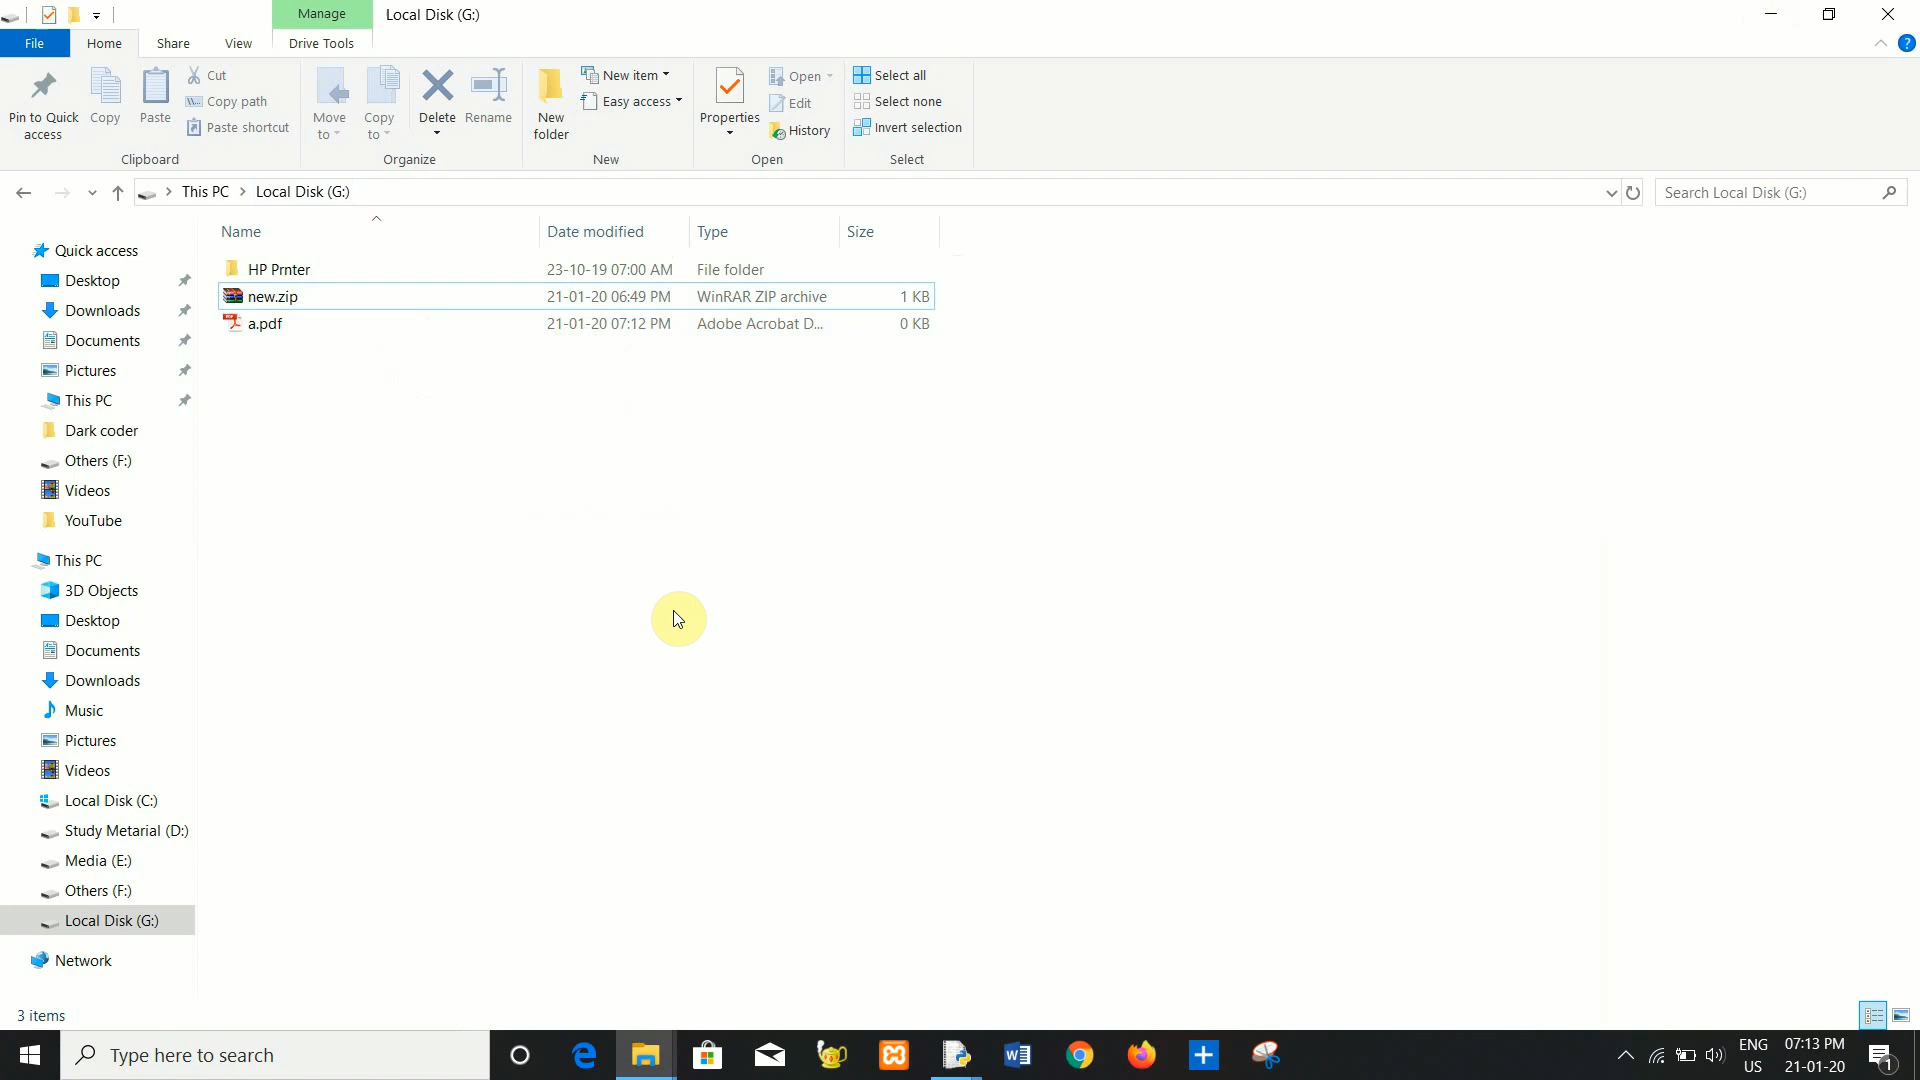 Manage
Local Disk (G:)
File
Home
Share
View
Drive Tools
Pin to Quick access
Copy
Paste
Cut
Copy path
Paste shortcut
Clipboard
Move to
Copy to
Delete
Rename
Organize
New folder
New item
Easy access
New
Properties
Open
Edit
History
Open
Select all
Select none
Invert selection
Select
This PC
Local Disk (G:)
Search Local Disk (G:)
Name
Date modified
Type
Size
HP Prnter
23-10-19 07:00 AM
File folder
new.zip
21-01-20 06:49 PM
WinRAR ZIP archive
1 KB
a.pdf
21-01-20 07:12 PM
Adobe Acrobat D...
0 KB
Quick access
Desktop
Downloads
Documents
Pictures
This PC
Dark coder
Others (F:)
Videos
YouTube
This PC
3D Objects
Desktop
Documents
Downloads
Music
Pictures
Videos
Local Disk (C:)
Study Metarial (D:)
Media (E:)
Others (F:)
Local Disk (G:)
Network
3 items
Type here to search
ENG
US
07:13 PM
21-01-20
1